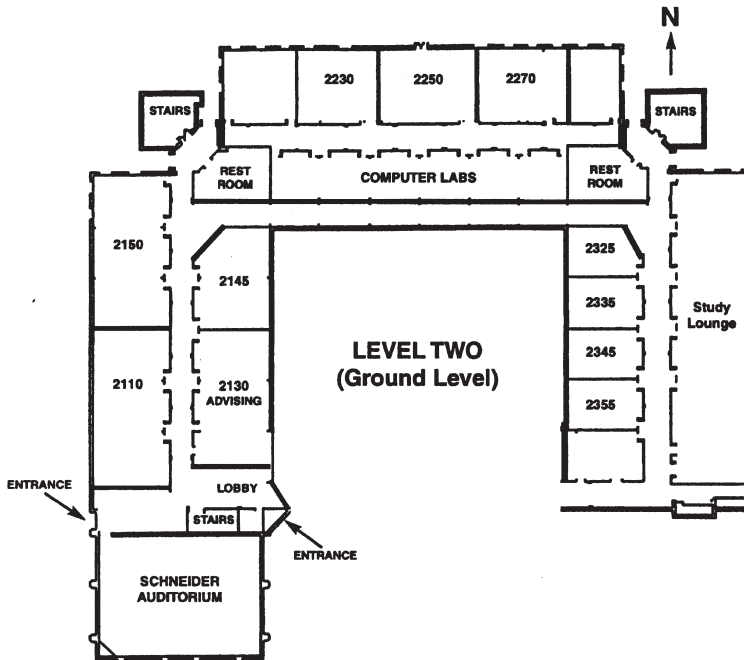 N
2230
2250
2270
STAIRS
STAIRS
REST
ROOM
COMPUTER LABS
REST
ROOM
2150
2145
2325
2335
Study
Lounge
2345
2355
LEVEL TWO
(Ground Level)
2110
2130
ADVISING
ENTRANCE
LOBBY
STAIRS
ENTRANCE
SCHNEIDER
AUDITORIUM